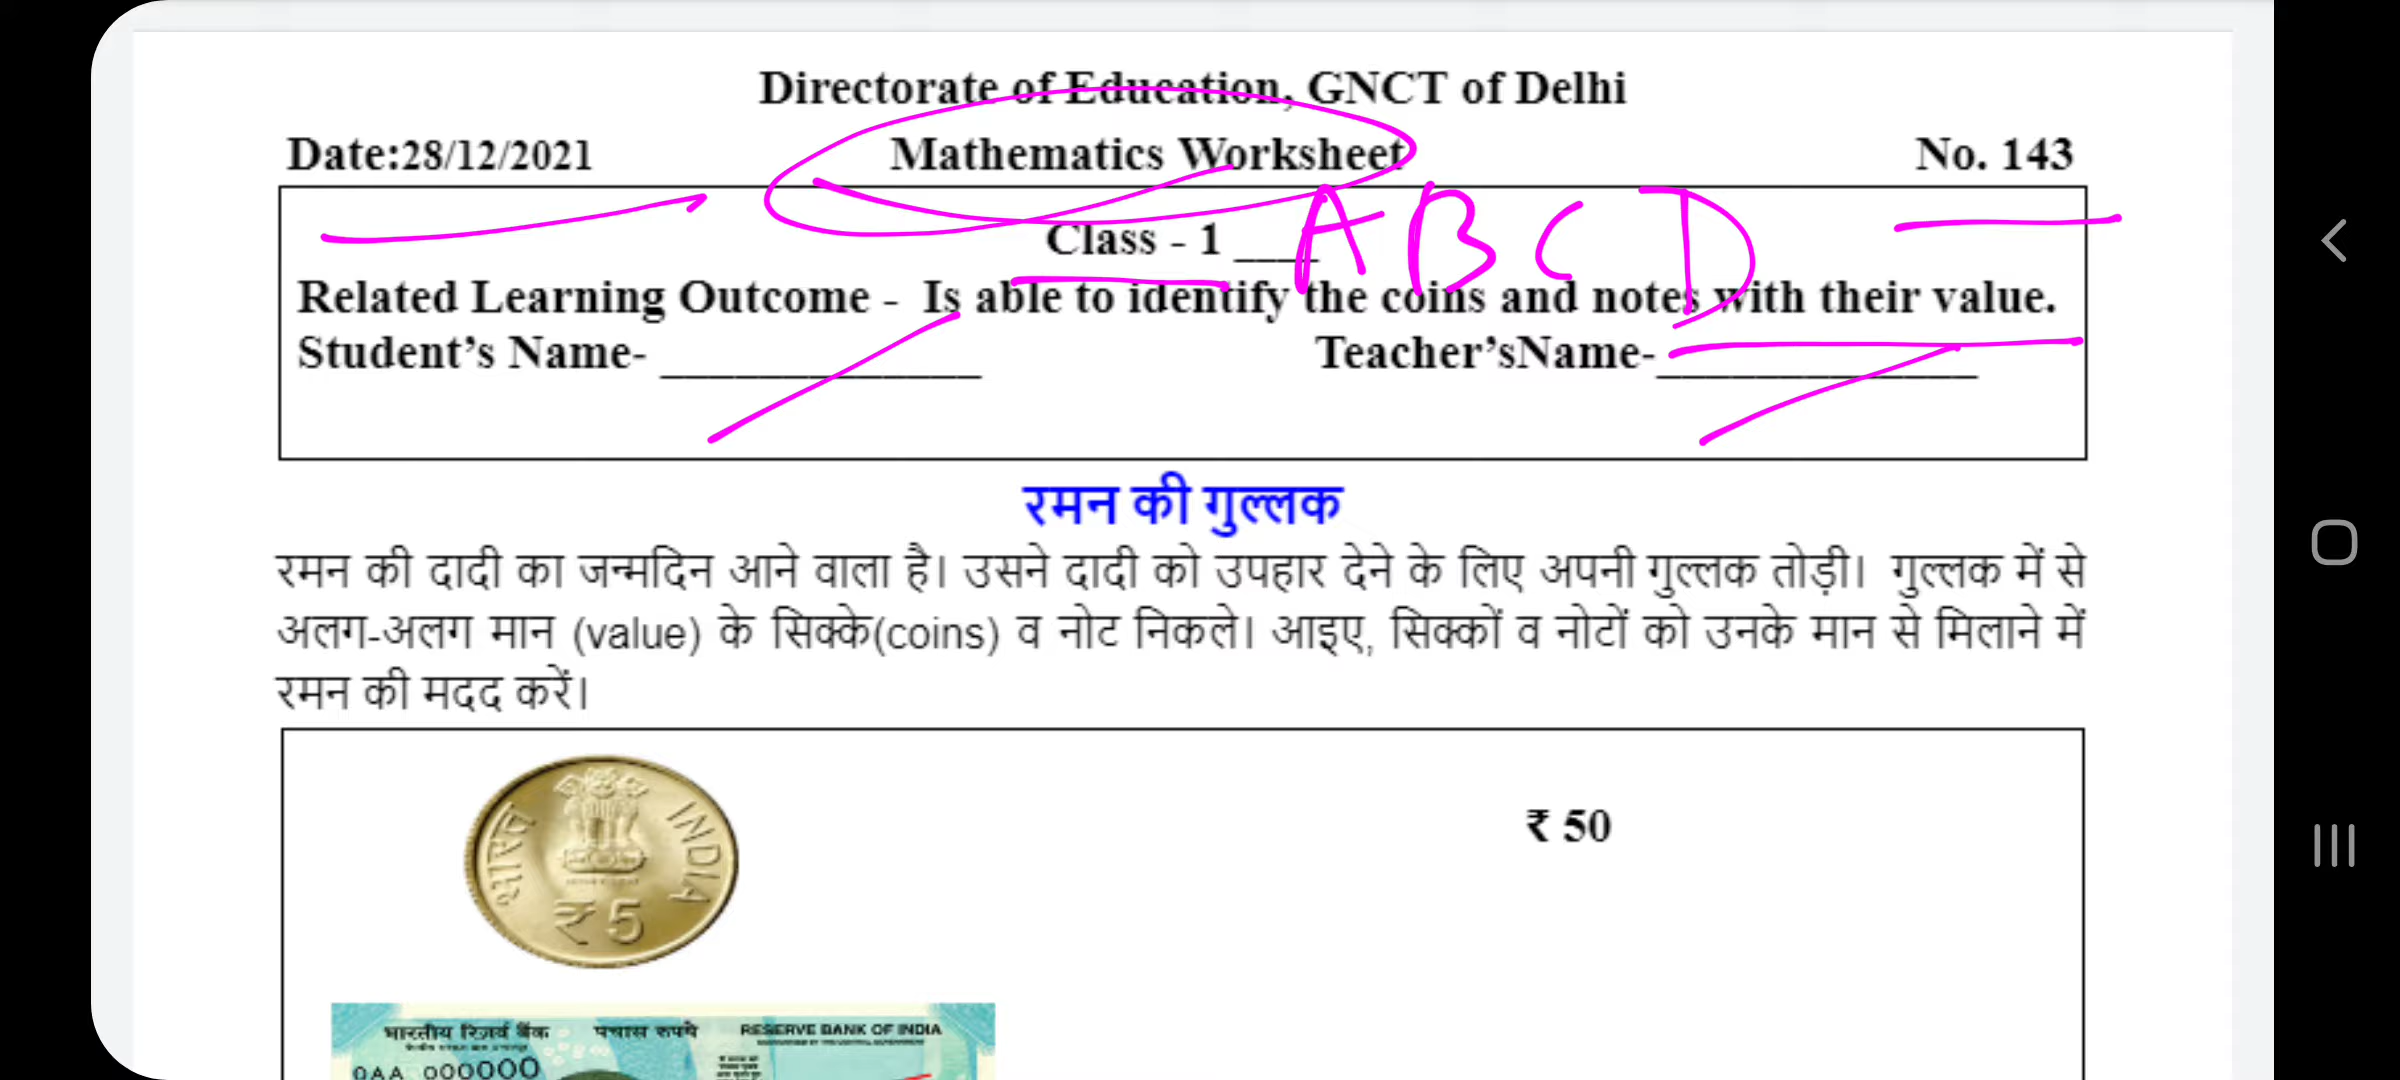 Directorate of Education, GNCT of Delhi
Date:28/12/2021 Mathematics Worksheet No. 143
Class - 1 ____ A B C D
Related Learning Outcome - Is able to identify the coins and notes with their value.
Student’s Name- _____________ Teacher’sName-_____________
रमन की गुल्लक
रमन की दादी का जन्मदिन आने वाला है। उसने दादी को उपहार देने के लिए अपनी गुल्लक तोड़ी। गुल्लक में से
अलग-अलग मान (value) के सिक्के(coins) व नोट निकले। आइए, सिक्कों व नोटों को उनके मान से मिलाने में
रमन की मदद करें।
भारत INDIA
₹ 5
₹ 50
भारतीय रिज़र्व बैंक पचास रुपये RESERVE BANK OF INDIA
0AA 000000